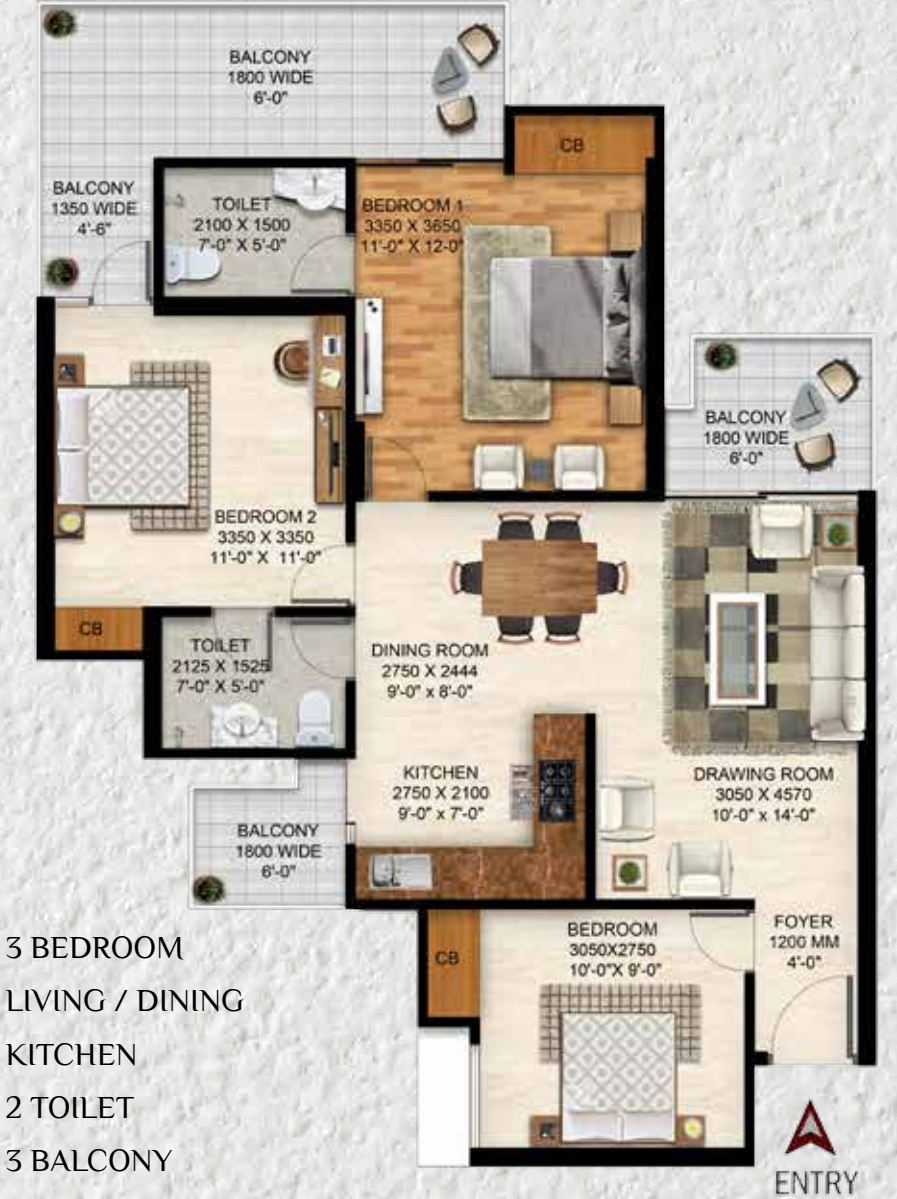 BALCONY
1800 WIDE
6'-0"
CB
BALCONY
1350 WIDE
4'-6"
TOILET
2100 X 1500
7'-0" X 5'-0"
BEDROOM 1
3350 X 3650
11'-0" X 12-0"
BALCONY
1800 WIDE
6'-0"
BEDROOM 2
3350 X 3350
11'-0" X 11'-0"
CB
TOILET
2125 X 1525
7'-0" X 5'-0"
DINING ROOM
2750 X 2444
9'-0" x 8'-0"
KITCHEN
2750 X 2100
9'-0" x 7'-0"
DRAWING ROOM
3050 X 4570
10'-0" x 14'-0"
BALCONY
1800 WIDE
6'-0"
CB
BEDROOM
3050X2750
10'-0"X 9'-0"
FOYER
1200 MM
4'-0"
3 BEDROOM
LIVING / DINING
KITCHEN
2 TOILET
3 BALCONY
ENTRY